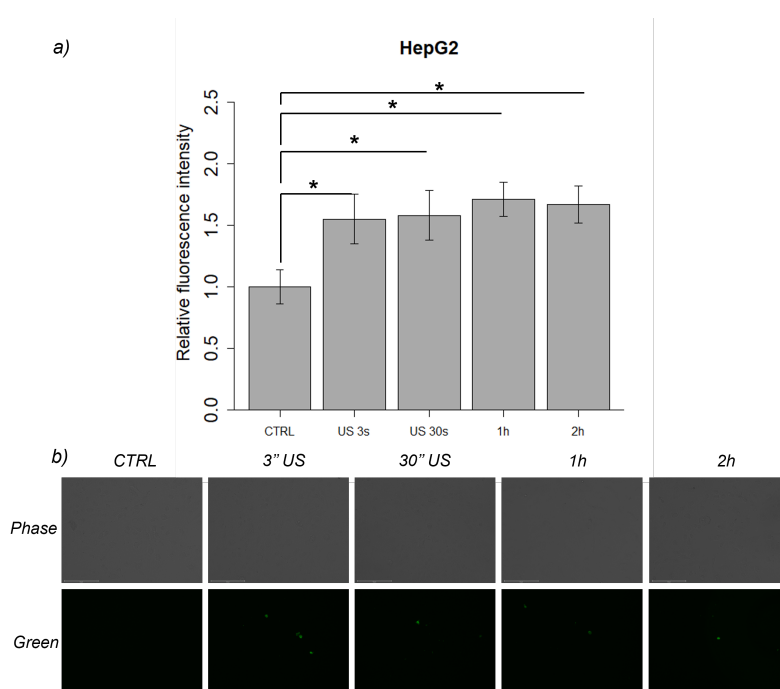 a)
HepG2
Relative fluorescence intensity
2.5
2.0
1.5
1.0
0.5
0.0
*
*
*
*
CTRL US 3s US 30s 1h 2h
b)
CTRL 3’’ US 30’’ US 1h 2h
Phase
Green